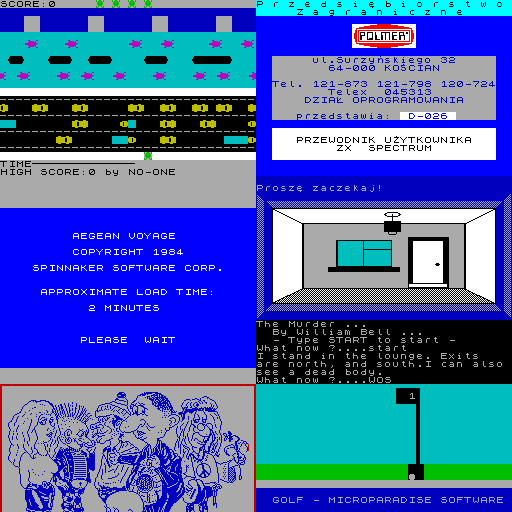 SCORE:0
TIME
HIGH SCORE:0 by NO-ONE
Przedsiębiorstwo
Zagraniczne
POLMER
ul.Surzyńskiego 32
64-000 KOŚCIAN
Tel. 121-873 121-798 120-724
Telex 045313
DZIAŁ OPROGRAMOWANIA
przedstawia: D-026
PRZEWODNIK UŻYTKOWNIKA
ZX SPECTRUM
AEGEAN VOYAGE
COPYRIGHT 1984
SPINNAKER SOFTWARE CORP.
APPROXIMATE LOAD TIME:
2 MINUTES
PLEASE WAIT
Proszę zaczekaj!
The Murder ...
By William Bell ...
- Type START to start -
What now ?....start
I stand in the lounge. Exits
are north, and south.I can also
see a dead body.
What now ?....WOS
1
GOLF - MICROPARADISE SOFTWARE